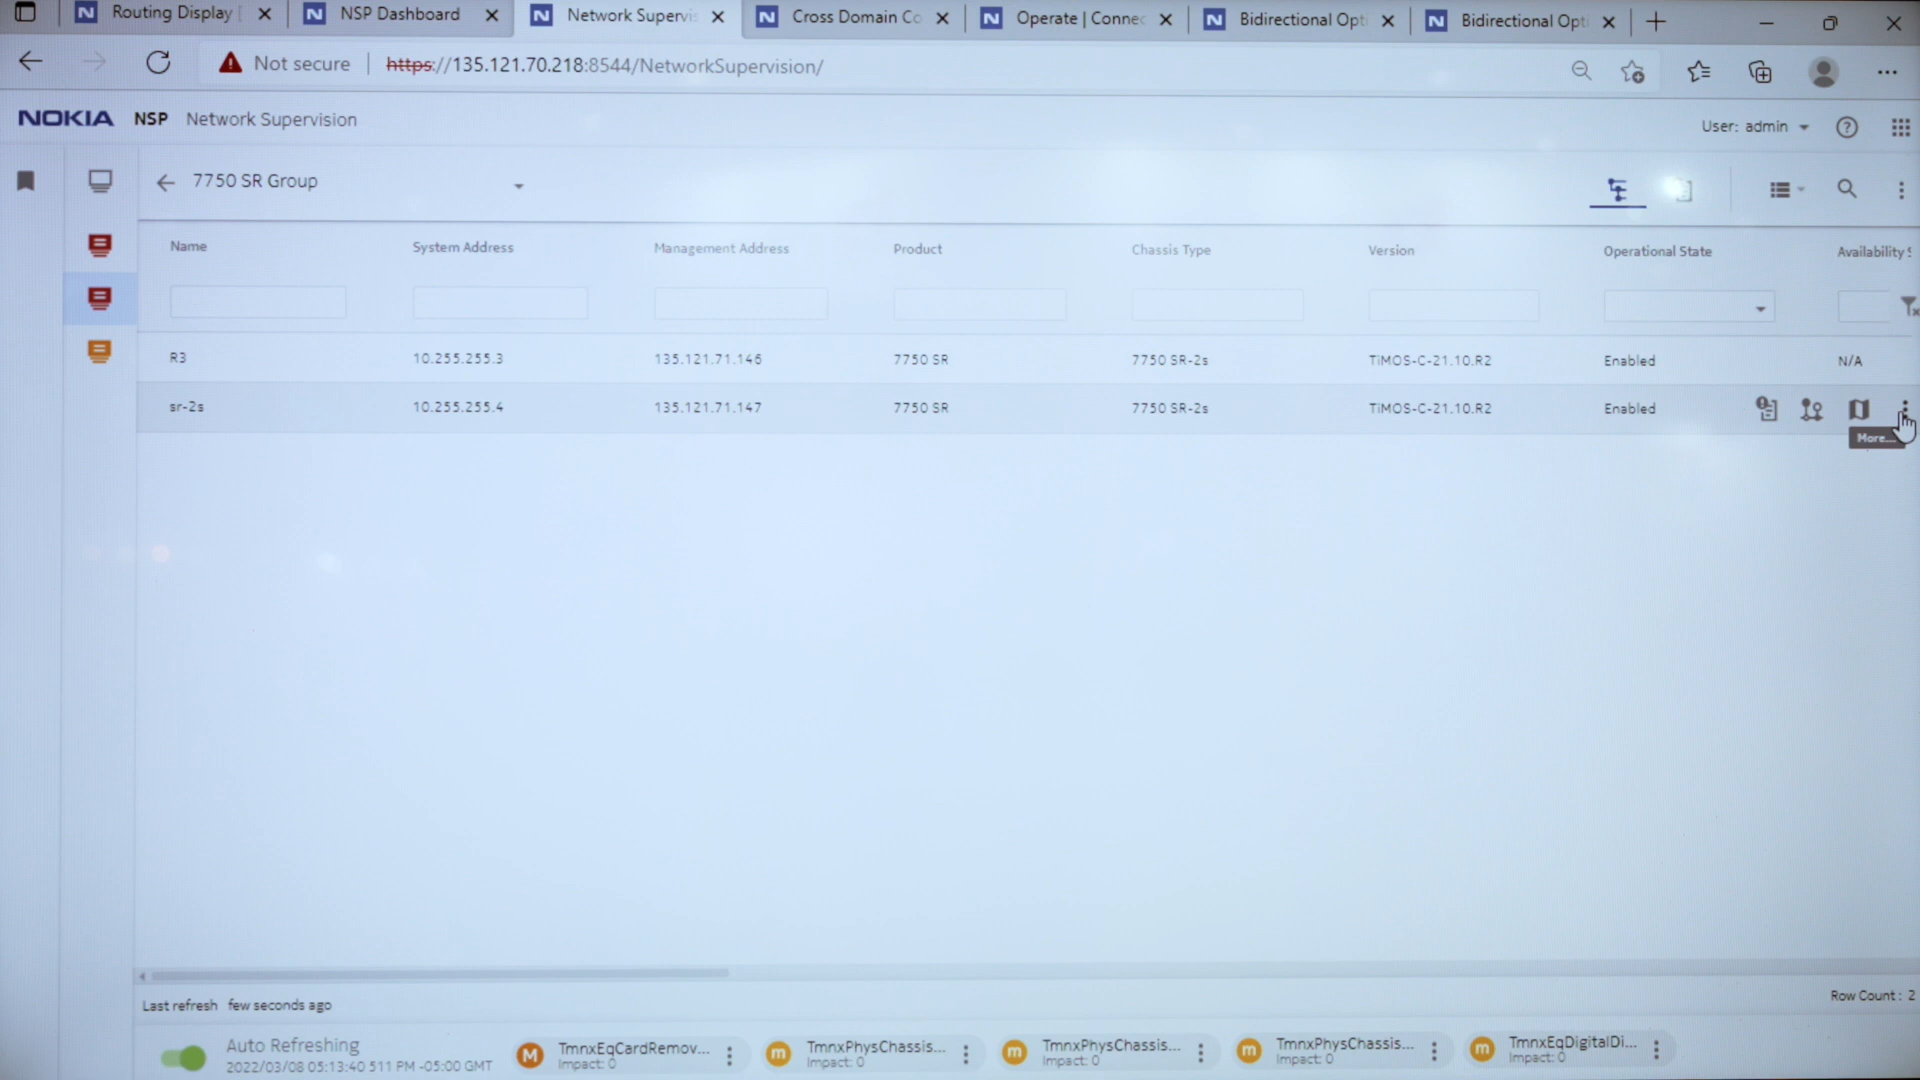 Routing Display
NSP Dashboard
Network Supervis
Cross Domain Co
Operate | Connec
Bidirectional Opti
Bidirectional Opti
Not secure
https://135.121.70.218:8544/NetworkSupervision/
NOKIA NSP Network Supervision
User: admin
7750 SR Group
Name System Address Management Address Product Chassis Type Version Operational State Availability S
R3 10.255.255.3 135.121.71.146 7750 SR 7750 SR-2s TiMOS-C-21.10.R2 Enabled N/A
sr-2s 10.255.255.4 135.121.71.147 7750 SR 7750 SR-2s TiMOS-C-21.10.R2 Enabled
More...
Last refresh few seconds ago
Row Count: 2
Auto Refreshing
2022/03/08 05:13:40 511 PM -05:00 GMT
M TmnxEqCardRemov...
Impact: 0
m TmnxPhysChassis...
Impact: 0
m TmnxPhysChassis...
Impact: 0
m TmnxPhysChassis...
Impact: 0
m TmnxEqDigitalDi...
Impact: 0